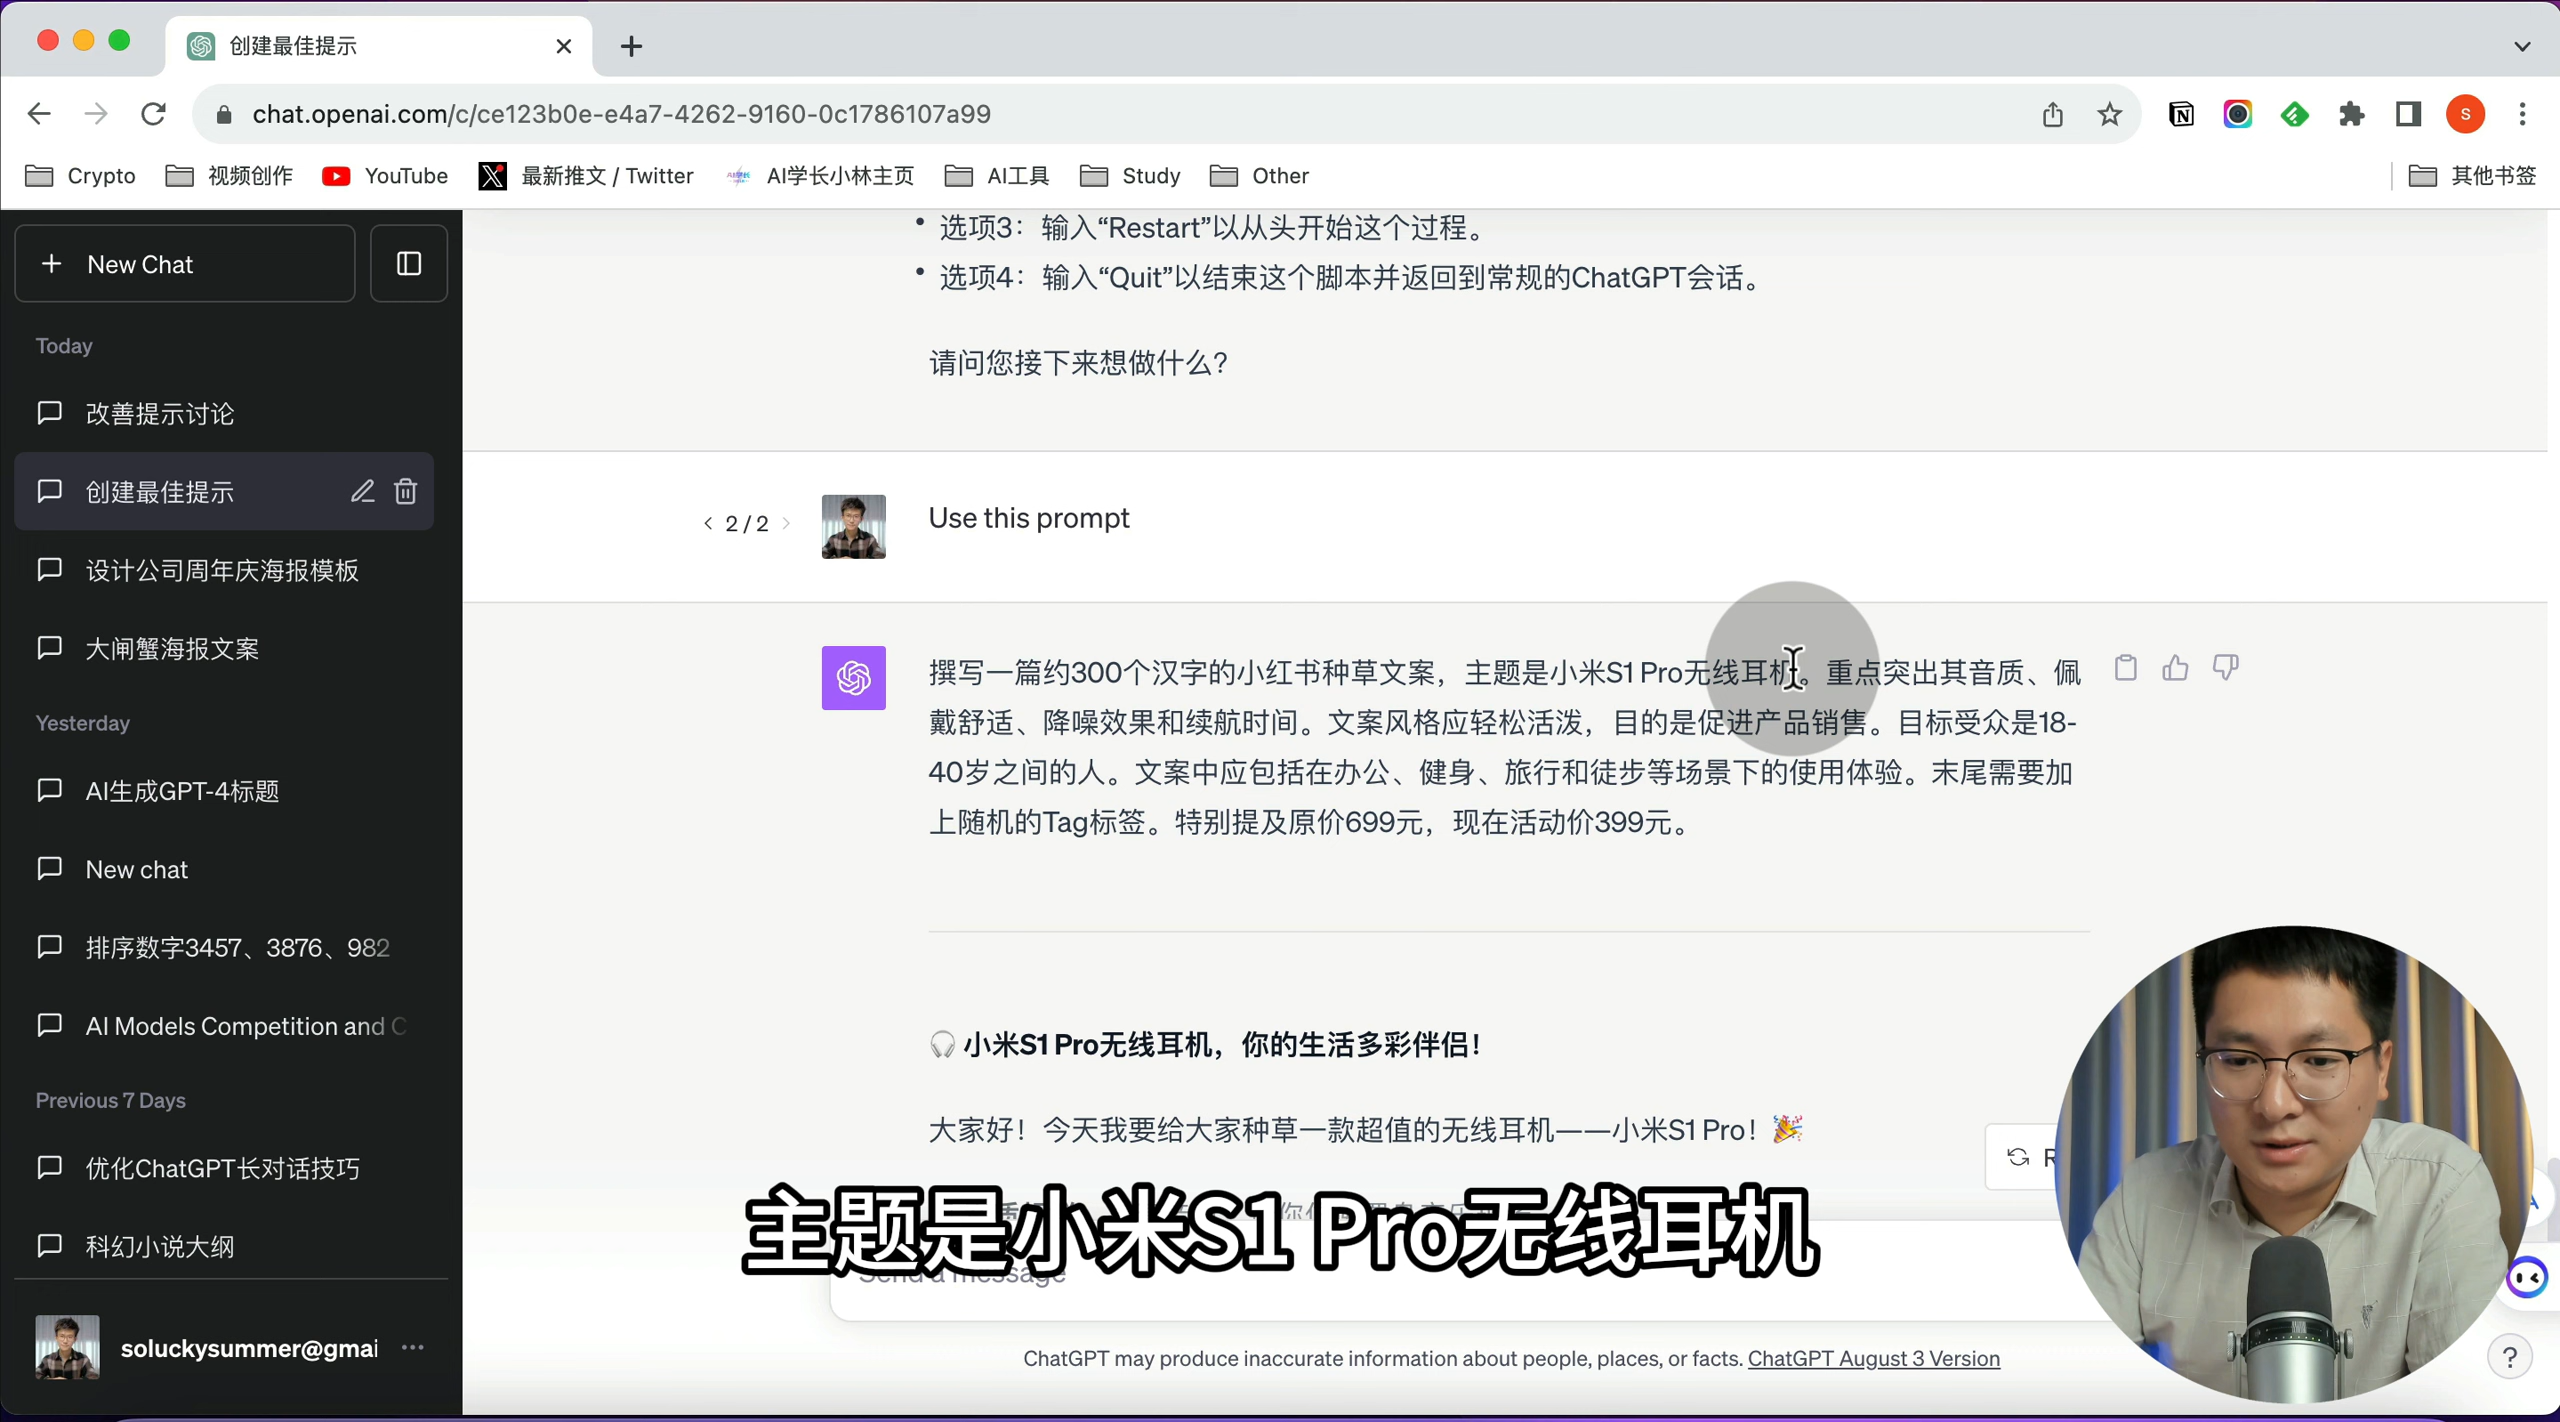 创建最佳提示
chat.openai.com/c/ce123b0e-e4a7-4262-9160-0c1786107a99
S
Crypto 视频创作 YouTube 最新推文 / Twitter AI学长小林主页 AI工具 Study Other 其他书签
New Chat
Today
改善提示讨论
创建最佳提示
设计公司周年庆海报模板
大闸蟹海报文案
Yesterday
AI生成GPT-4标题
New chat
排序数字3457、3876、982
AI Models Competition and C
Previous 7 Days
优化ChatGPT长对话技巧
科幻小说大纲
soluckysummer@gmai
• 选项3：输入“Restart”以从头开始这个过程。
• 选项4：输入“Quit”以结束这个脚本并返回到常规的ChatGPT会话。
请问您接下来想做什么？
2 / 2
Use this prompt
撰写一篇约300个汉字的小红书种草文案，主题是小米S1 Pro无线耳机。重点突出其音质、佩
戴舒适、降噪效果和续航时间。文案风格应轻松活泼，目的是促进产品销售。目标受众是18-
40岁之间的人。文案中应包括在办公、健身、旅行和徒步等场景下的使用体验。末尾需要加
上随机的Tag标签。特别提及原价699元，现在活动价399元。
🎧 小米S1 Pro无线耳机，你的生活多彩伴侣！
大家好！今天我要给大家种草一款超值的无线耳机——小米S1 Pro！🎉
主题是小米S1 Pro无线耳机
Send a message
ChatGPT may produce inaccurate information about people, places, or facts. ChatGPT August 3 Version
?